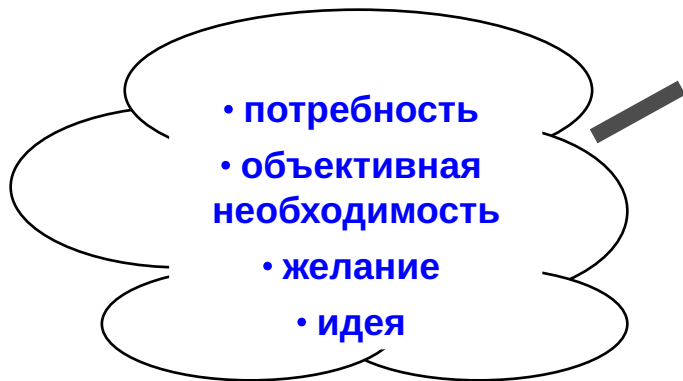 • потребность
• объективная
необходимость
• желание
• идея